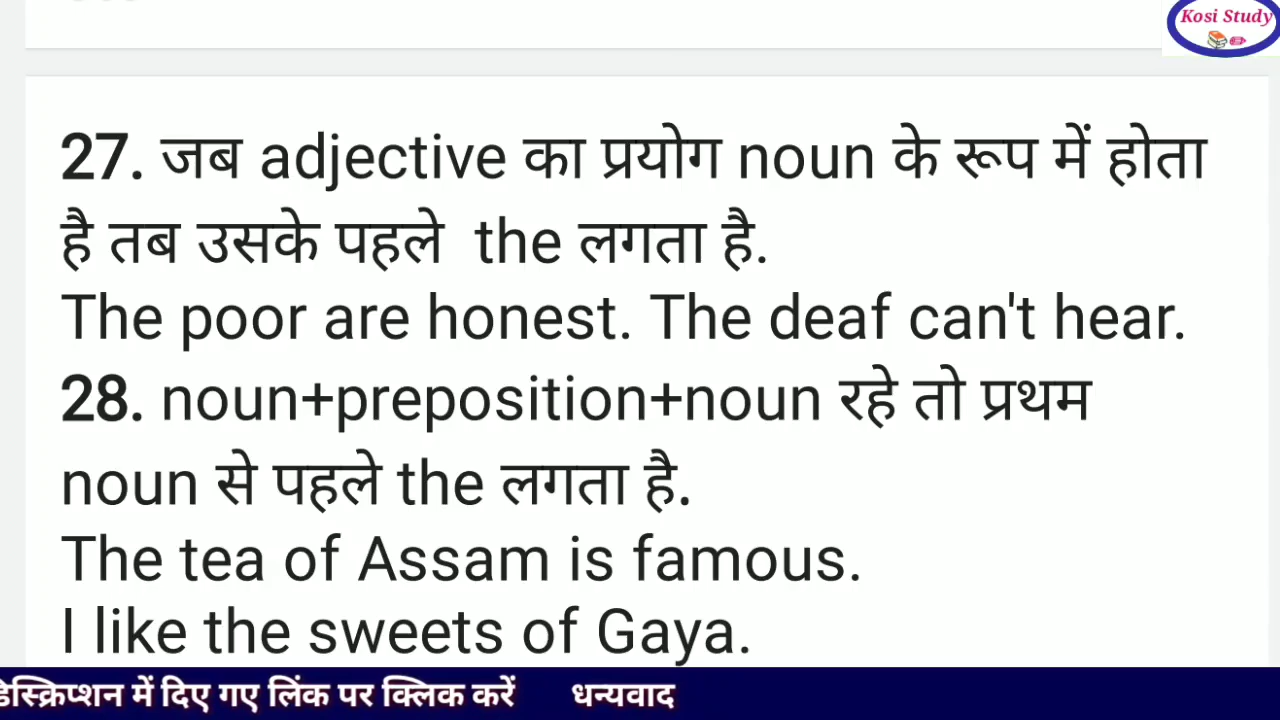 Kosi Study
27. जब adjective का प्रयोग noun के रूप में होता
है तब उसके पहले the लगता है.
The poor are honest. The deaf can't hear.
28. noun+preposition+noun रहे तो प्रथम
noun से पहले the लगता है.
The tea of Assam is famous.
I like the sweets of Gaya.
डिस्क्रिप्शन में दिए गए लिंक पर क्लिक करें धन्यवाद